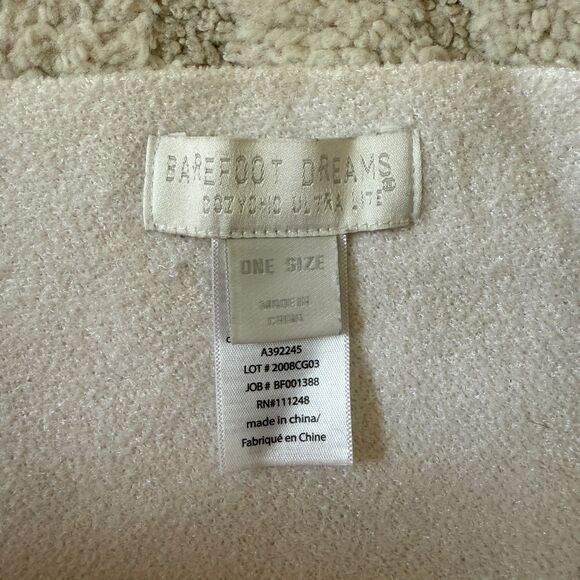 BAREFOOT DREAMS®
COZYCHIC ULTRA LITE®
ONE SIZE
MADE IN
CHINA
A392245
LOT # 2008CG03
JOB # BF001388
RN#111248
made in china/
Fabriqué en Chine